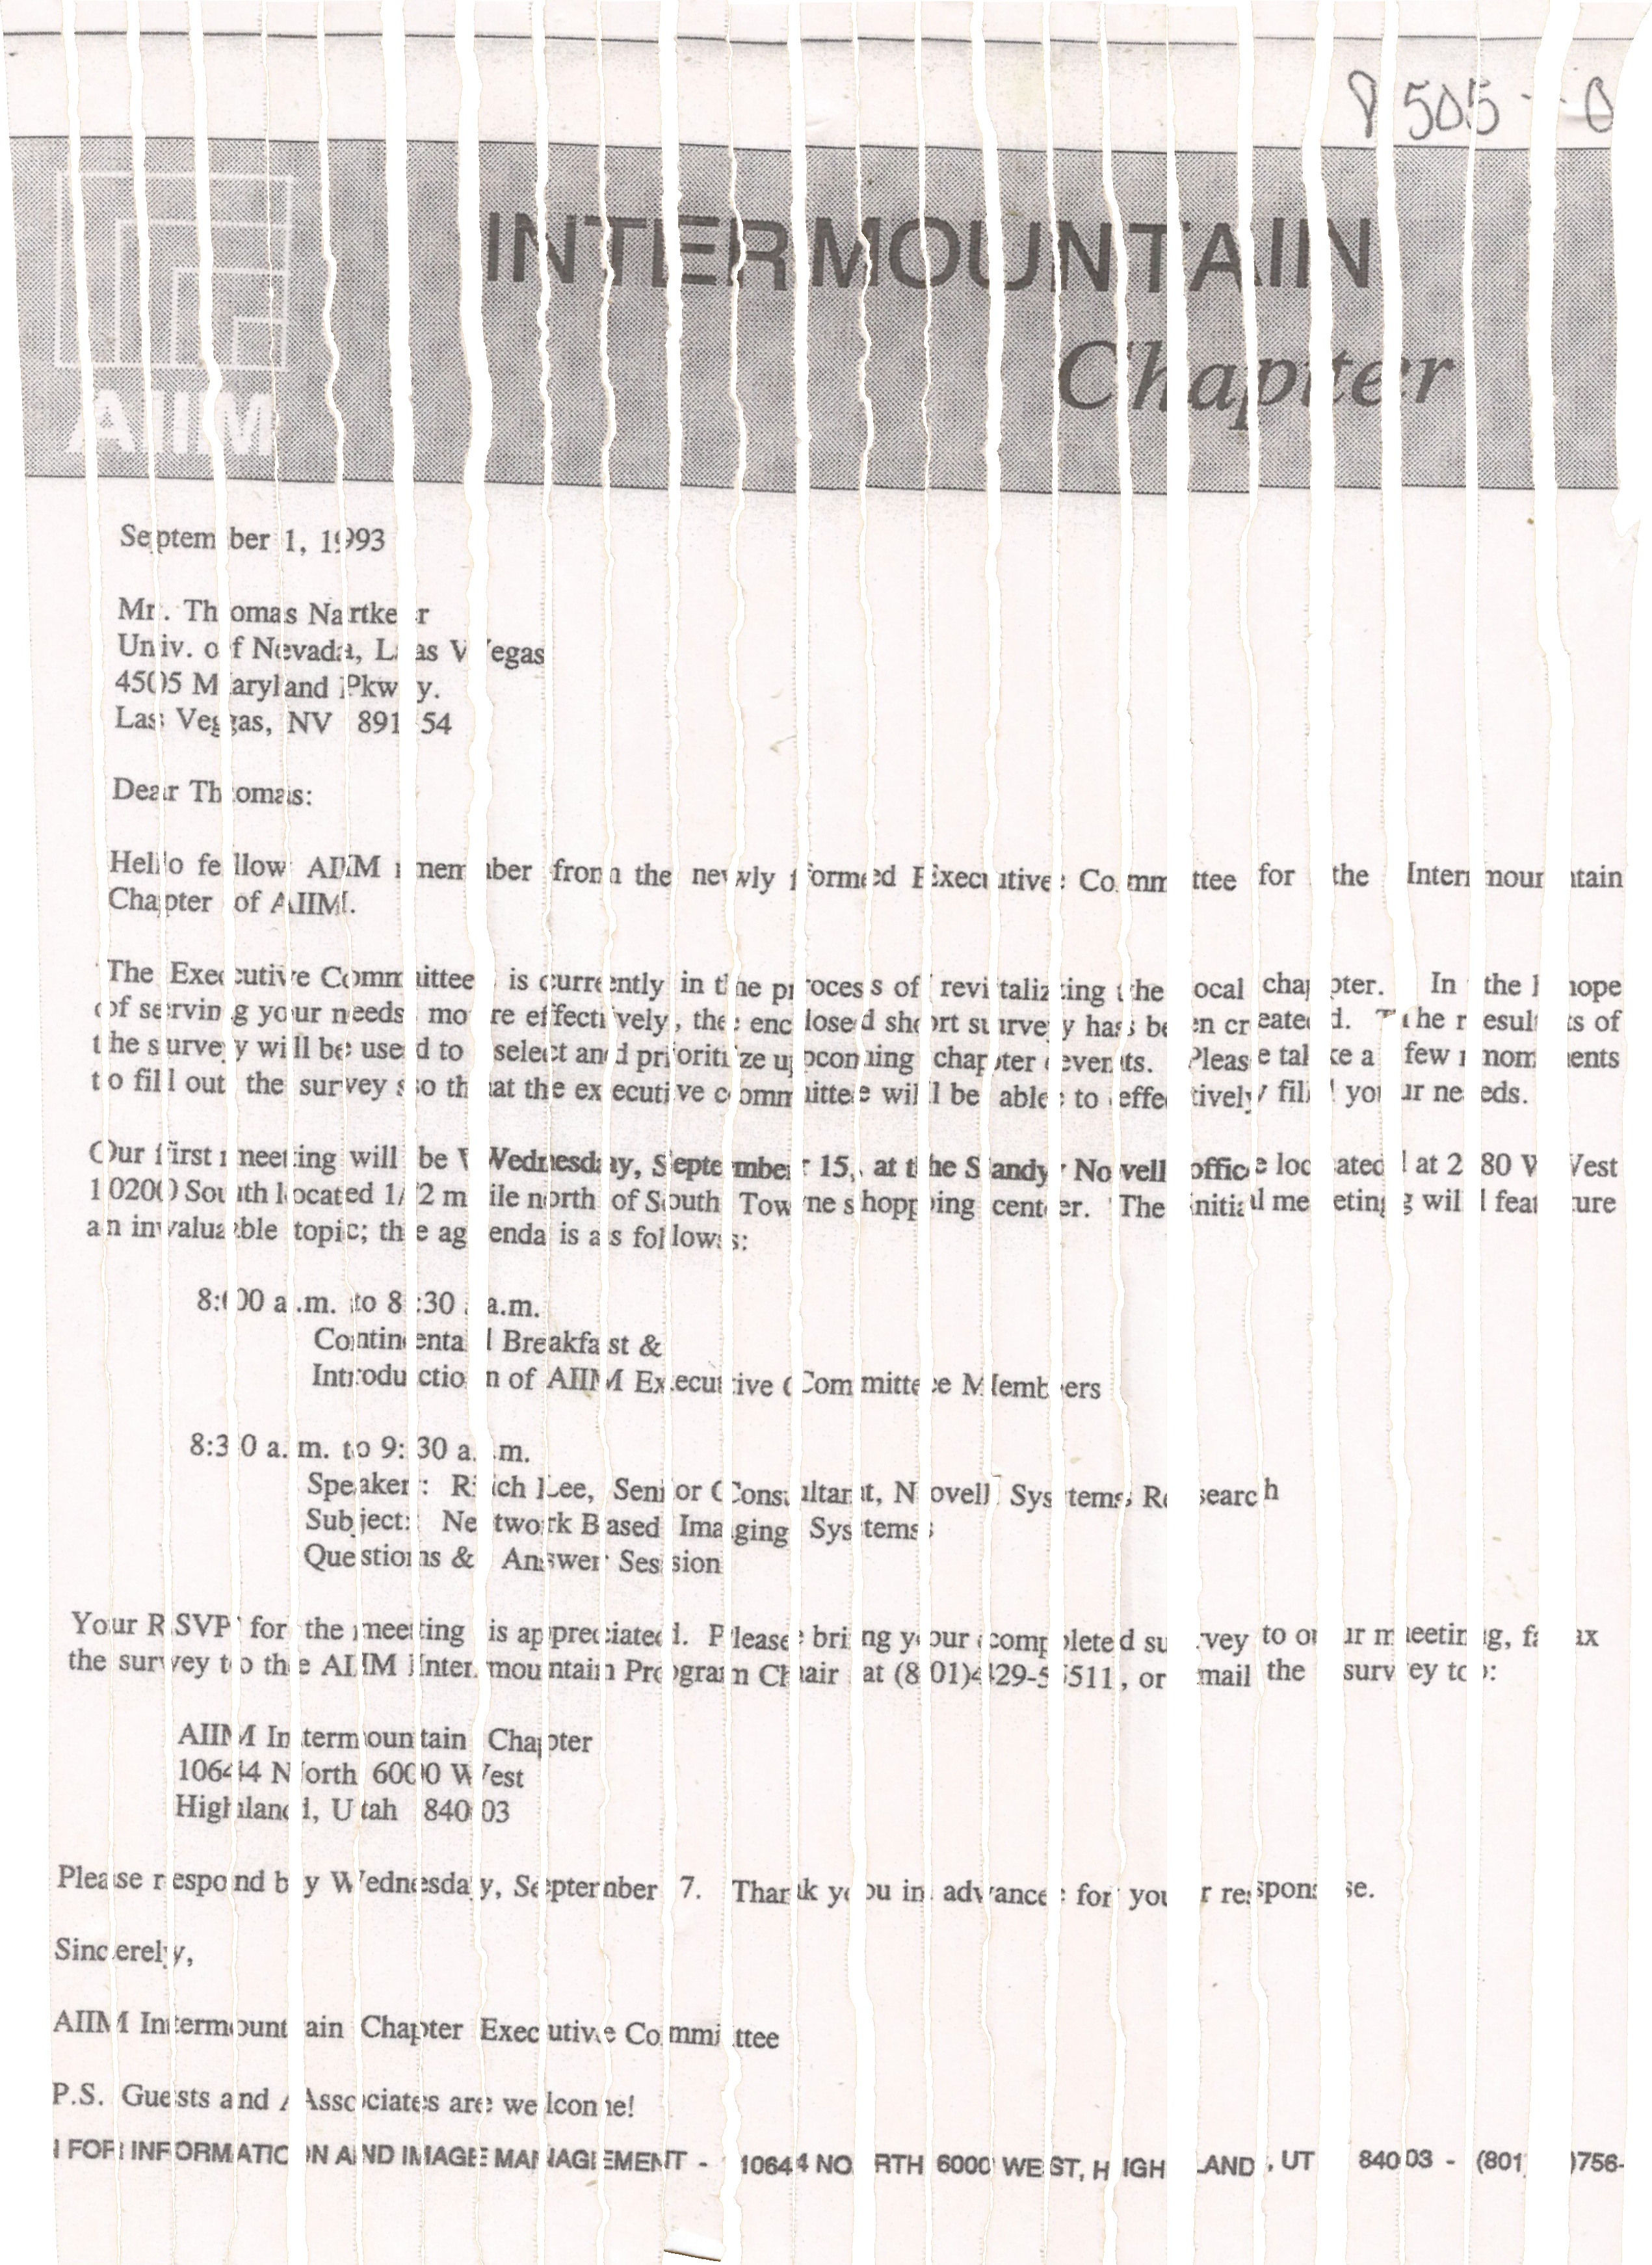 8505 - 0
INTERMOUNTAIN
Chapter
AIIM
September 1, 1993
Mr. Thomas Nartker
Univ. of Nevada, Las Vegas
4505 Maryland Pkwy.
Las Vegas, NV 89154
Dear Thomas:
Hello fellow AIIM member from the newly formed Executive Committee for the Intermountain
Chapter of AIIM.
The Executive Committee is currently in the process of revitalizing the local chapter. In the hope
of serving your needs more effectively, the enclosed short survey has been created. The results of
the survey will be used to select and prioritize upcoming chapter events. Please take a few moments
to fill out the survey so that the executive committee will be able to effectively fill your needs.
Our first meeting will be Wednesday, September 15, at the Sandy Novell office located at 280 West
10200 South located 1/2 mile north of South Towne shopping center. The initial meeting will feature
an invaluable topic; the agenda is as follows:
8:00 a.m. to 8:30 a.m.
Continental Breakfast &
Introduction of AIIM Executive Committee Members
8:30 a.m. to 9:30 a.m.
Speaker: Rich Lee, Senior Consultant, Novell Systems Research
Subject: Network Based Imaging Systems
Questions & Answer Session
Your RSVP for the meeting is appreciated. Please bring your completed survey to our meeting, fax
the survey to the AIIM Intermountain Program Chair at (801)429-5511, or mail the survey to:
AIIM Intermountain Chapter
10644 North 6000 West
Highland, Utah 84003
Please respond by Wednesday, September 7. Thank you in advance for your response.
Sincerely,
AIIM Intermountain Chapter Executive Committee
P.S. Guests and Associates are welcome!
FOR INFORMATION AND IMAGE MANAGEMENT - 10644 NORTH 6000 WEST, HIGHLAND, UT 84003 - (801)756-